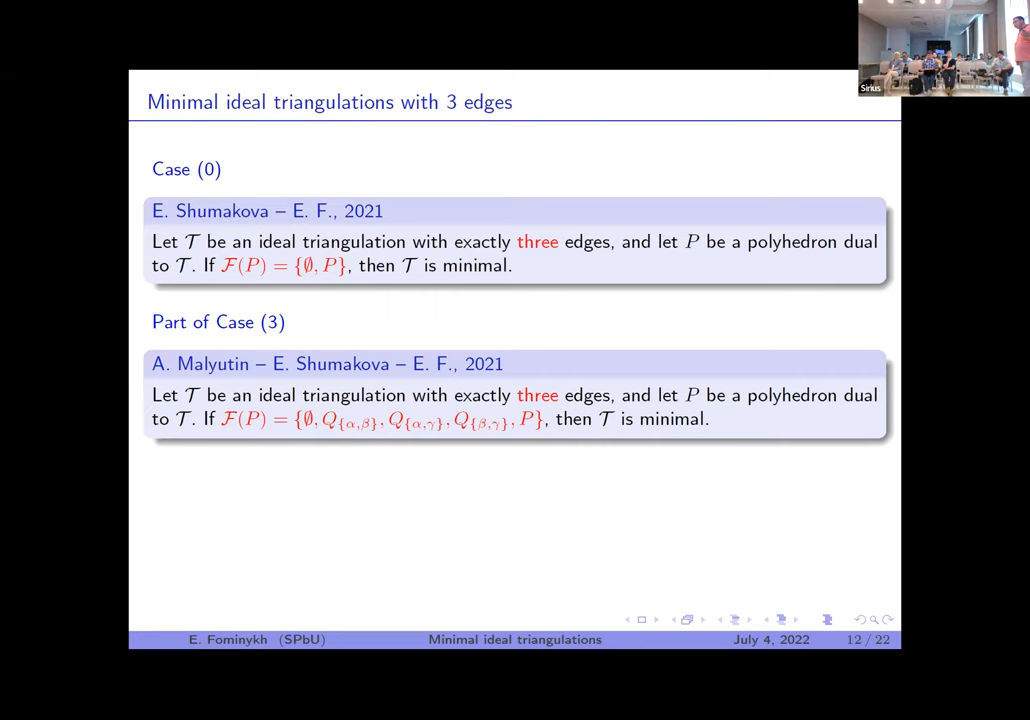 Sirius
Minimal ideal triangulations with 3 edges
Case (0)
E. Shumakova – E. F., 2021
Let 𝒯 be an ideal triangulation with exactly three edges, and let P be a polyhedron dual
to 𝒯. If ℱ(P) = {∅, P}, then 𝒯 is minimal.
Part of Case (3)
A. Malyutin – E. Shumakova – E. F., 2021
Let 𝒯 be an ideal triangulation with exactly three edges, and let P be a polyhedron dual
to 𝒯. If ℱ(P) = {∅, Q_{α,β}, Q_{α,γ}, Q_{β,γ}, P}, then 𝒯 is minimal.
E. Fominykh (SPbU) Minimal ideal triangulations July 4, 2022 12 / 22